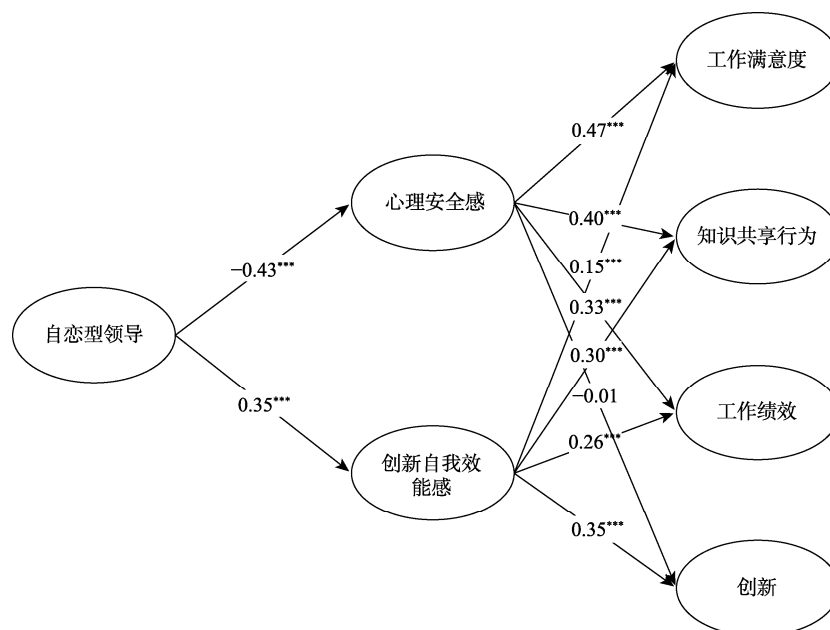 工作满意度
0.47***
心理安全感
0.40***
知识共享行为
−0.43***
0.15***
0.33***
自恋型领导
0.30***
−0.01
0.35***
工作绩效
0.26***
创新自我效
能感
0.35***
创新